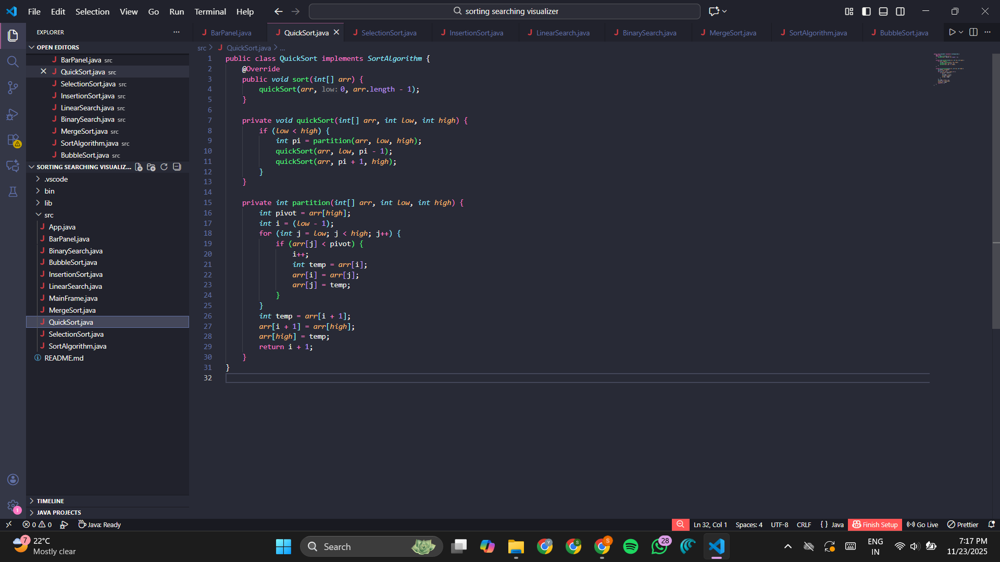 File Edit Selection View Go Run Terminal Help
sorting searching visualizer
EXPLORER
BarPanel.java
QuickSort.java
SelectionSort.java
InsertionSort.java
LinearSearch.java
BinarySearch.java
MergeSort.java
SortAlgorithm.java
BubbleSort.java
OPEN EDITORS
BarPanel.java src
QuickSort.java src
SelectionSort.java src
InsertionSort.java src
LinearSearch.java src
BinarySearch.java src
MergeSort.java src
SortAlgorithm.java src
BubbleSort.java src
SORTING SEARCHING VISUALIZ...
.vscode
bin
lib
src
App.java
BarPanel.java
BinarySearch.java
BubbleSort.java
InsertionSort.java
LinearSearch.java
MainFrame.java
MergeSort.java
QuickSort.java
SelectionSort.java
SortAlgorithm.java
README.md
TIMELINE
JAVA PROJECTS
src > J QuickSort.java > ...
1 public class QuickSort implements SortAlgorithm {
2 @Override
3 public void sort(int[] arr) {
4 quickSort(arr, low: 0, arr.length - 1);
5 }
6
7 private void quickSort(int[] arr, int low, int high) {
8 if (low < high) {
9 int pi = partition(arr, low, high);
10 quickSort(arr, low, pi - 1);
11 quickSort(arr, pi + 1, high);
12 }
13 }
14
15 private int partition(int[] arr, int low, int high) {
16 int pivot = arr[high];
17 int i = (low - 1);
18 for (int j = low; j < high; j++) {
19 if (arr[j] < pivot) {
20 i++;
21 int temp = arr[i];
22 arr[i] = arr[j];
23 arr[j] = temp;
24 }
25 }
26 int temp = arr[i + 1];
27 arr[i + 1] = arr[high];
28 arr[high] = temp;
29 return i + 1;
30 }
31 }
32
1
0 0 Java: Ready
Ln 32, Col 1 Spaces: 4 UTF-8 CRLF { } Java Finish Setup Go Live Prettier
7
22°C
Mostly clear
Search
Y
S
S
28
ENG
IN
7:17 PM
11/23/2025